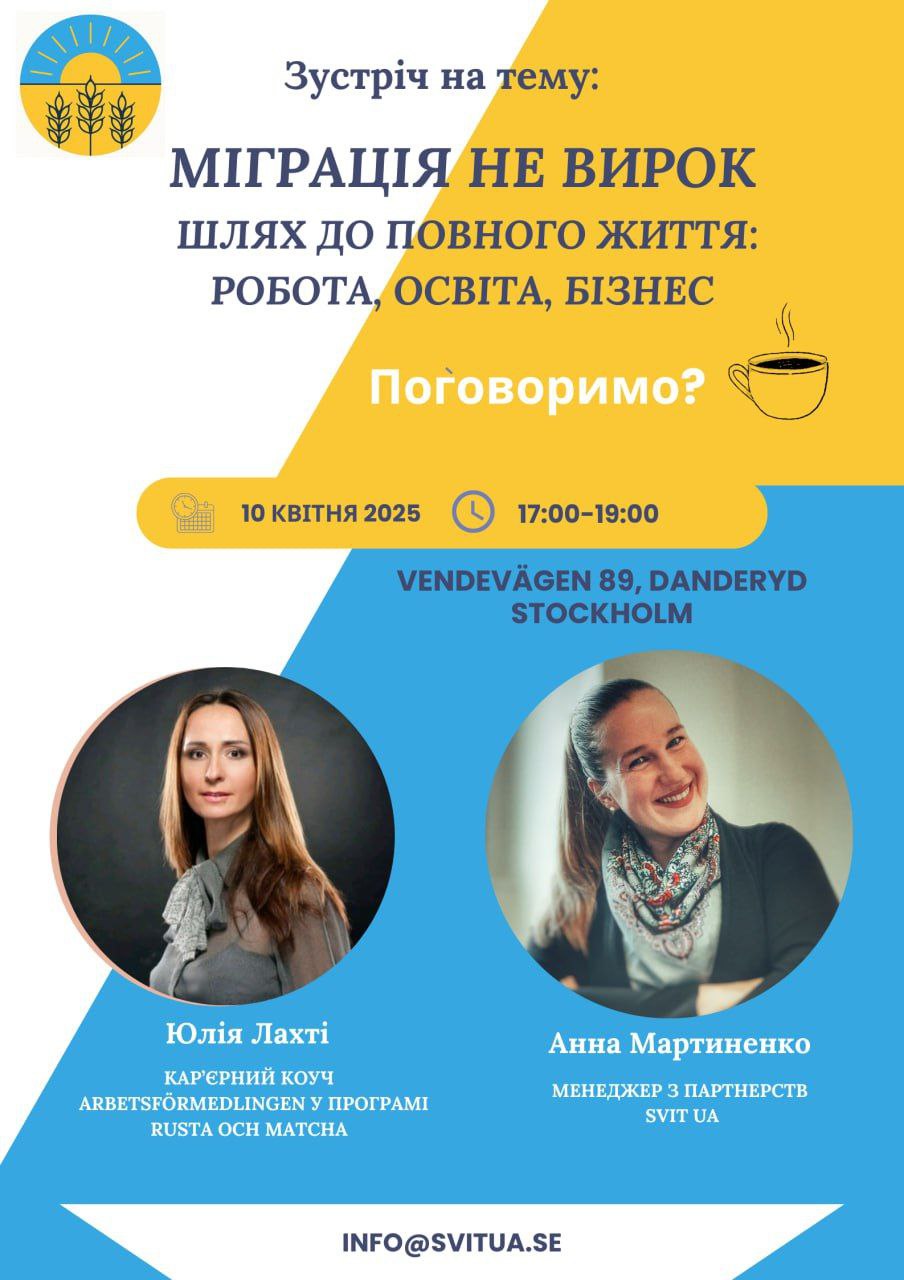 Зустріч на тему:
МІГРАЦІЯ НЕ ВИРОК
ШЛЯХ ДО ПОВНОГО ЖИТТЯ:
РОБОТА, ОСВІТА, БІЗНЕС
Поговоримо?
10 КВІТНЯ 2025 17:00-19:00
VENDEVÄGEN 89, DANDERYD
STOCKHOLM
Юлія Лахті
КАР'ЄРНИЙ КОУЧ
ARBETSFÖRMEDLINGEN У ПРОГРАМІ
RUSTA OCH MATCHA
Анна Мартиненко
МЕНЕДЖЕР З ПАРТНЕРСТВ
SVIT UA
INFO@SVITUA.SE